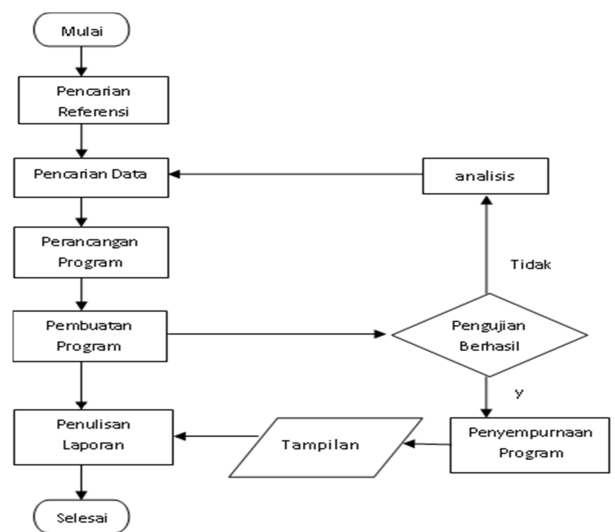 Mulai
Pencarian
Referensi
Pencarian Data
analisis
Perancangan
Program
Tidak
Pembuatan
Program
Pengujian
Berhasil
y
Penulisan
Laporan
Tampilan
Penyempurnaan
Program
Selesai